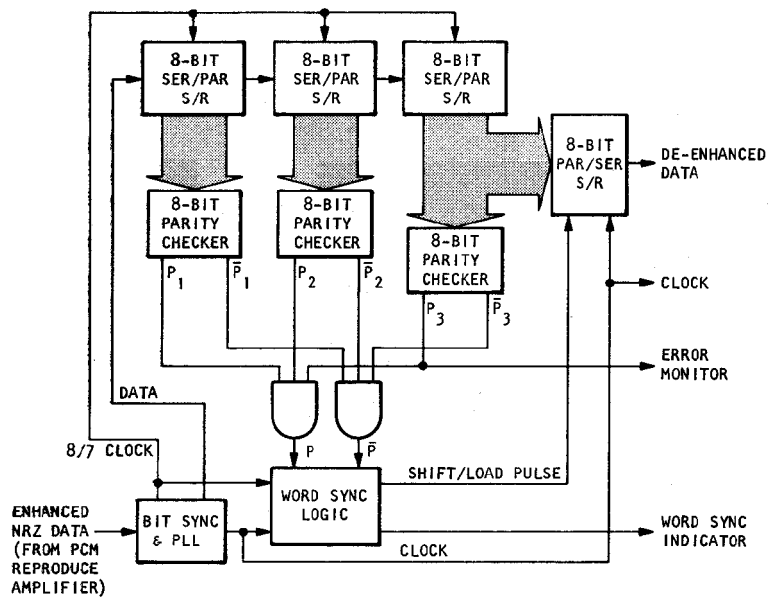 8-BIT
SER/PAR
S/R
8-BIT
SER/PAR
S/R
8-BIT
SER/PAR
S/R
8-BIT
PAR/SER
S/R
DE-ENHANCED
DATA
8-BIT
PARITY
CHECKER
8-BIT
PARITY
CHECKER
8-BIT
PARITY
CHECKER
P1
P̅1
P2
P̅2
P3
P̅3
CLOCK
ERROR
MONITOR
DATA
8/7 CLOCK
P
P̅
SHIFT/LOAD PULSE
WORD SYNC
LOGIC
ENHANCED
NRZ DATA
(FROM PCM
REPRODUCE
AMPLIFIER)
BIT SYNC
& PLL
CLOCK
WORD SYNC
INDICATOR